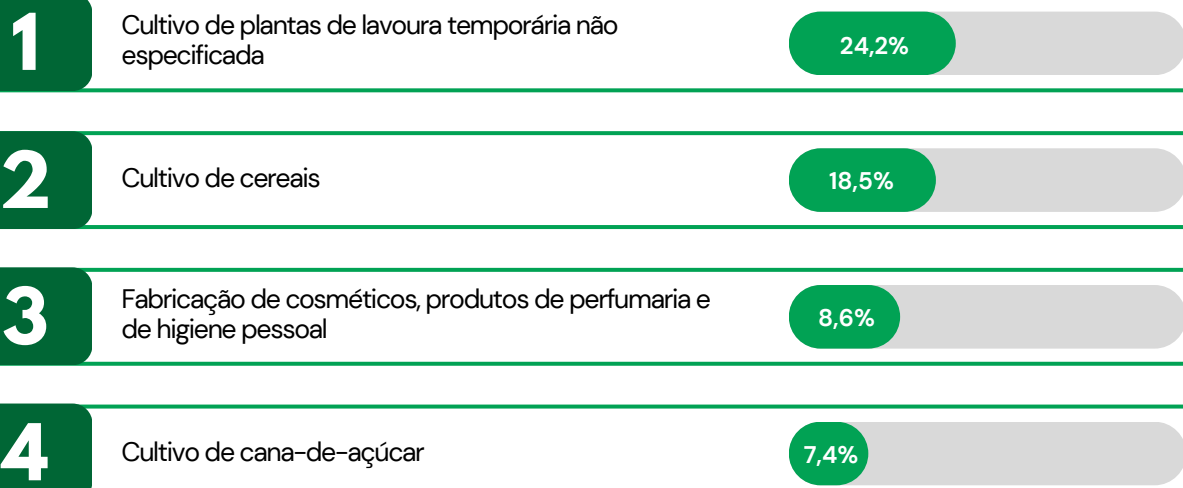 1
Cultivo de plantas de lavoura temporária não
especificada
24,2%
2
Cultivo de cereais
18,5%
3
Fabricação de cosméticos, produtos de perfumaria e
de higiene pessoal
8,6%
4
Cultivo de cana-de-açúcar
7,4%